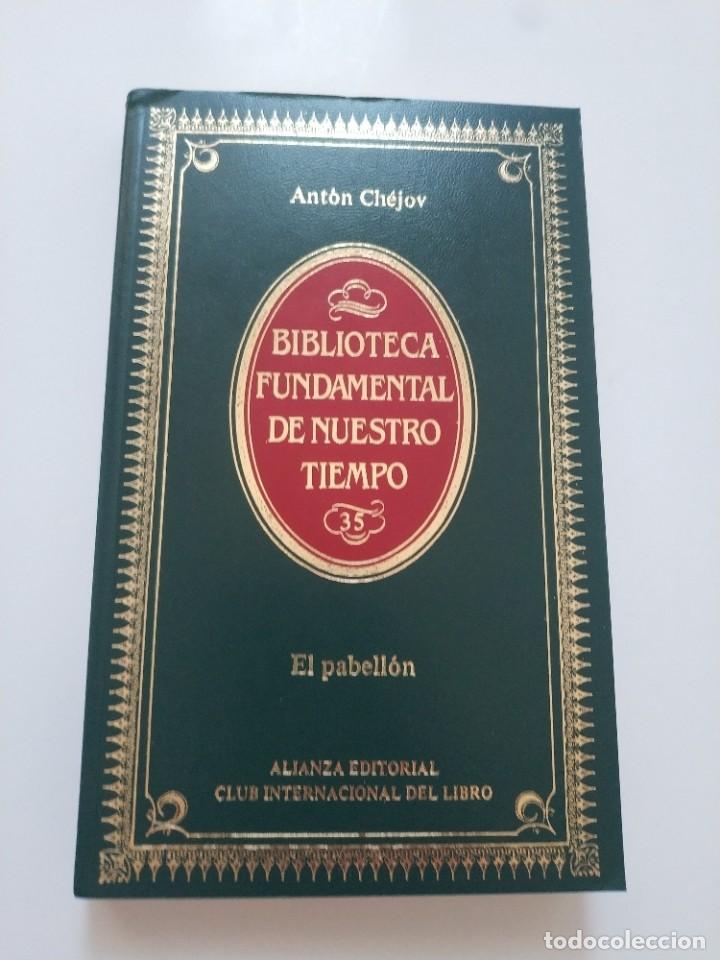 Antón Chéjov
BIBLIOTECA
FUNDAMENTAL
DE NUESTRO
TIEMPO
35
El pabellón
ALIANZA EDITORIAL
CLUB INTERNACIONAL DEL LIBRO
todocoleccion